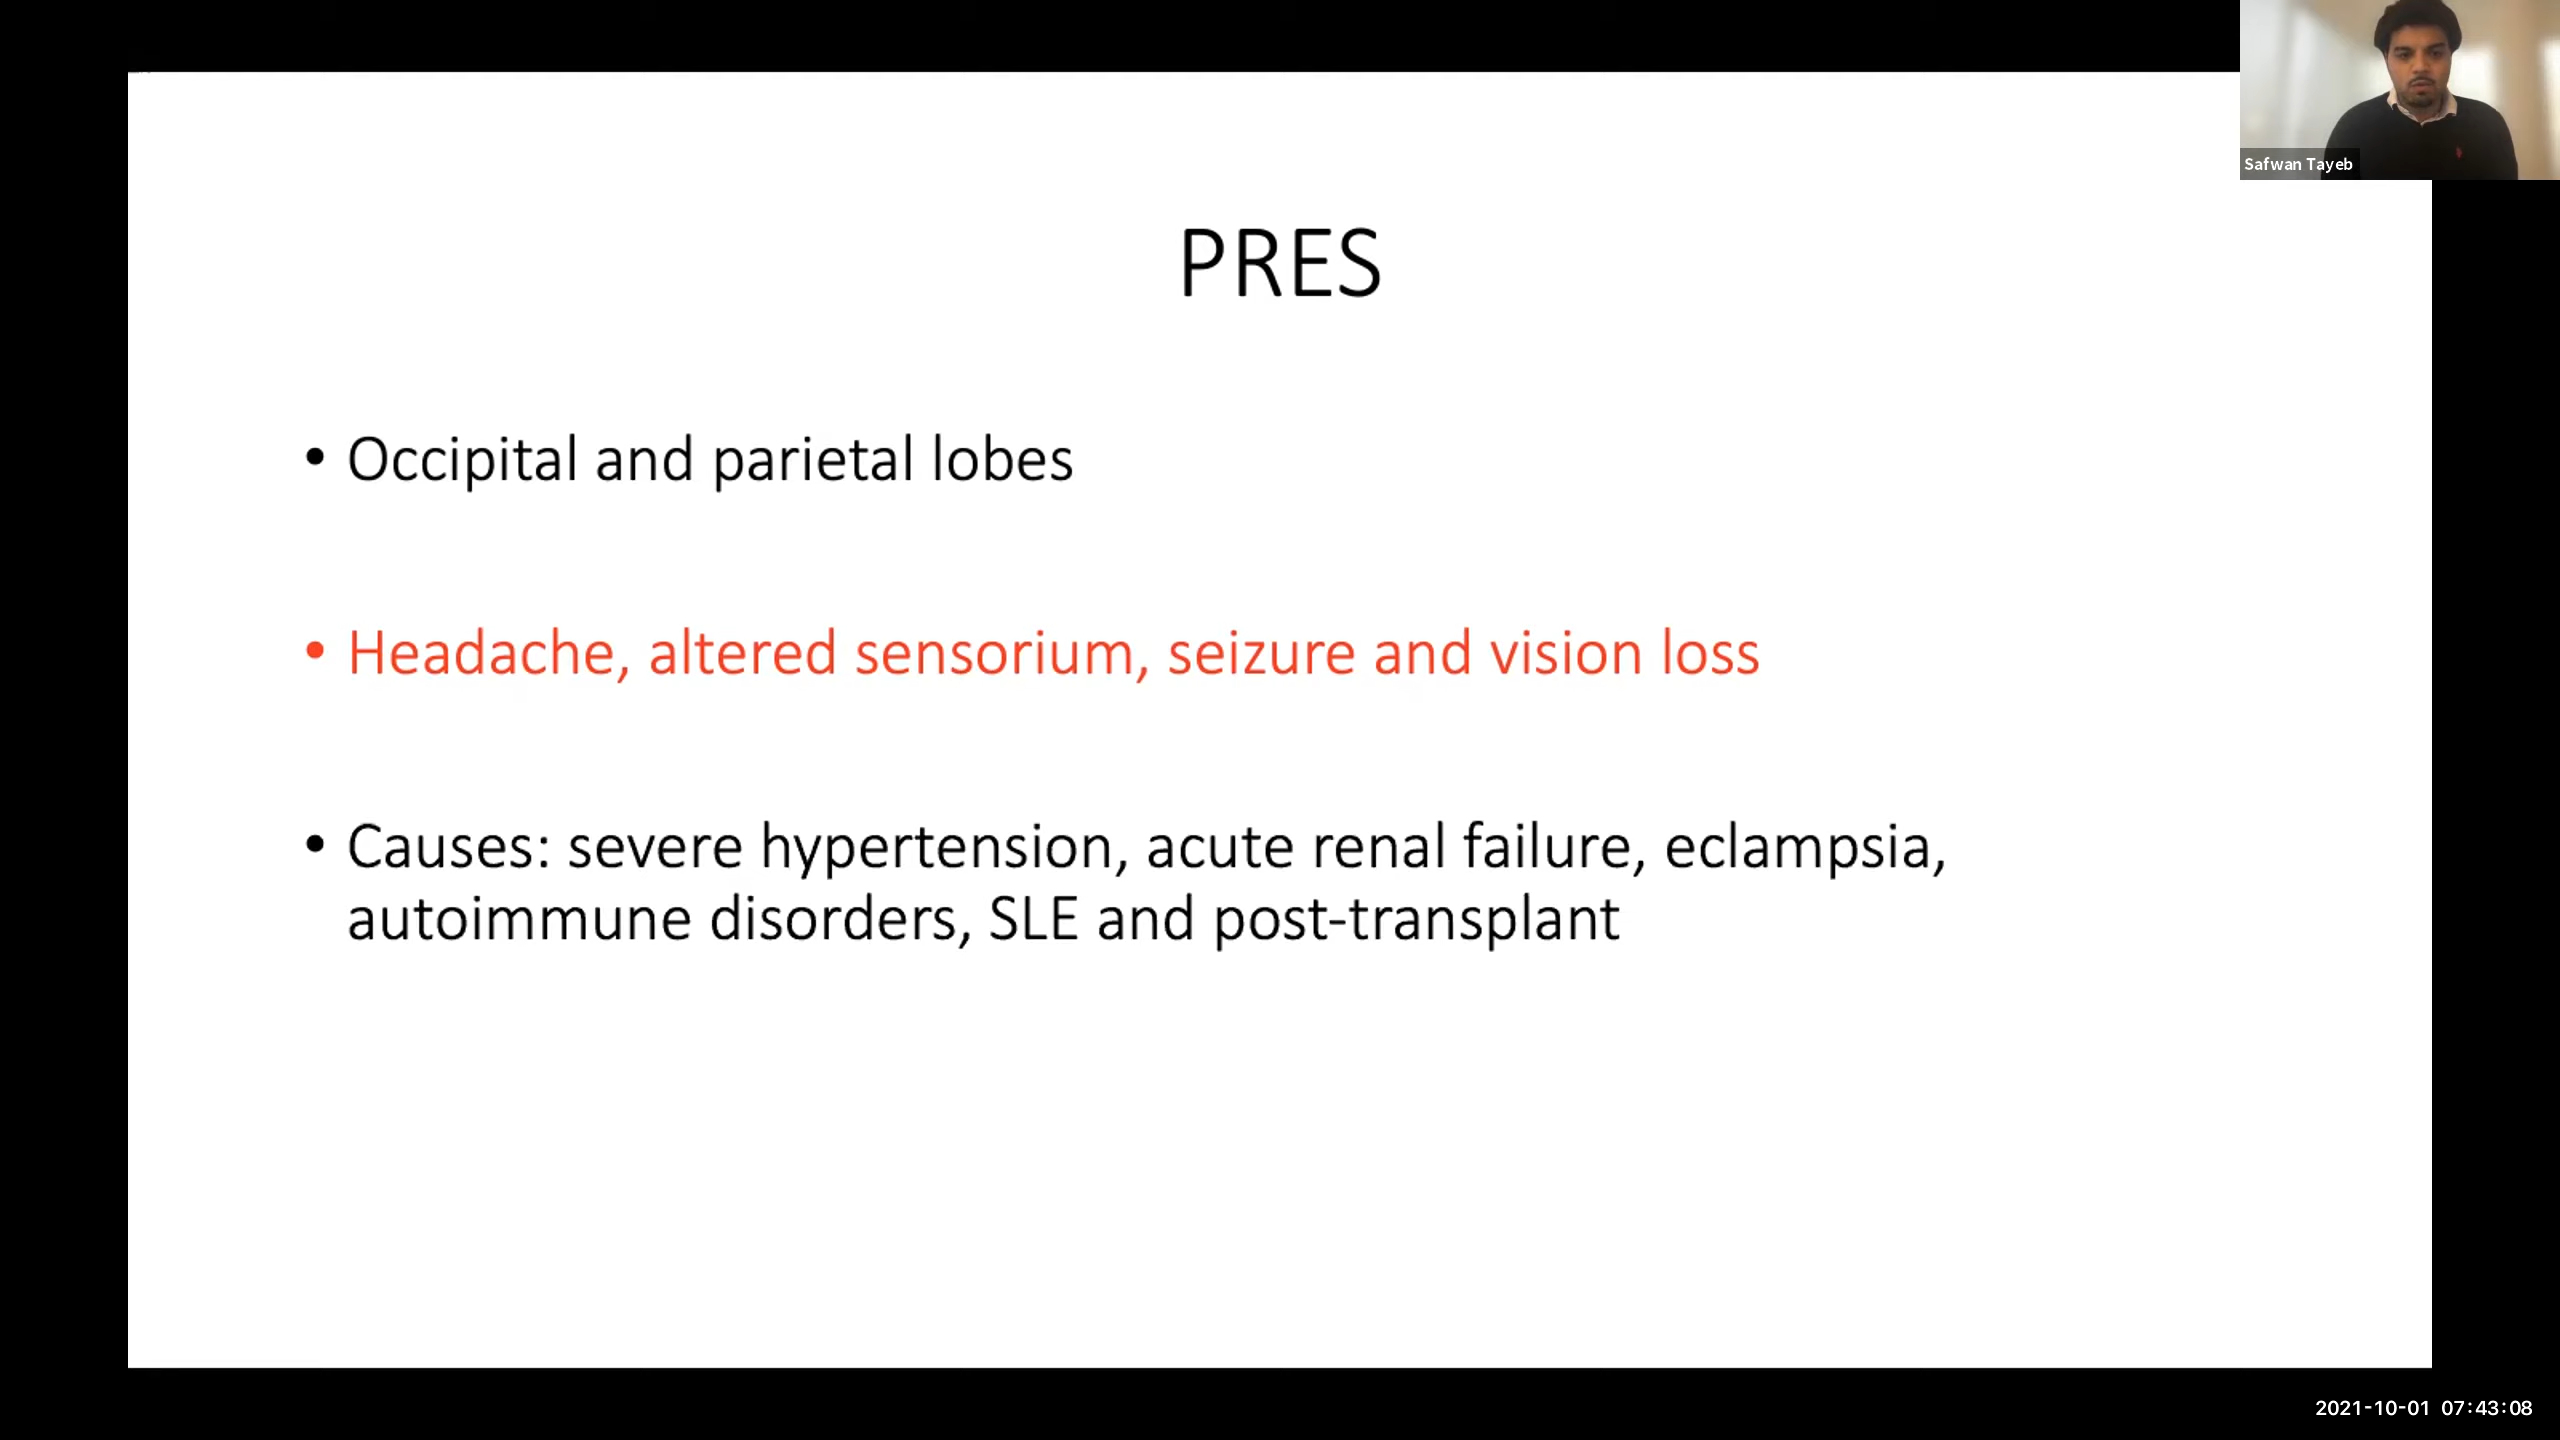 Safwan Tayeb
PRES
• Occipital and parietal lobes
• Headache, altered sensorium, seizure and vision loss
• Causes: severe hypertension, acute renal failure, eclampsia,
autoimmune disorders, SLE and post-transplant
2021-10-01 07:43:08